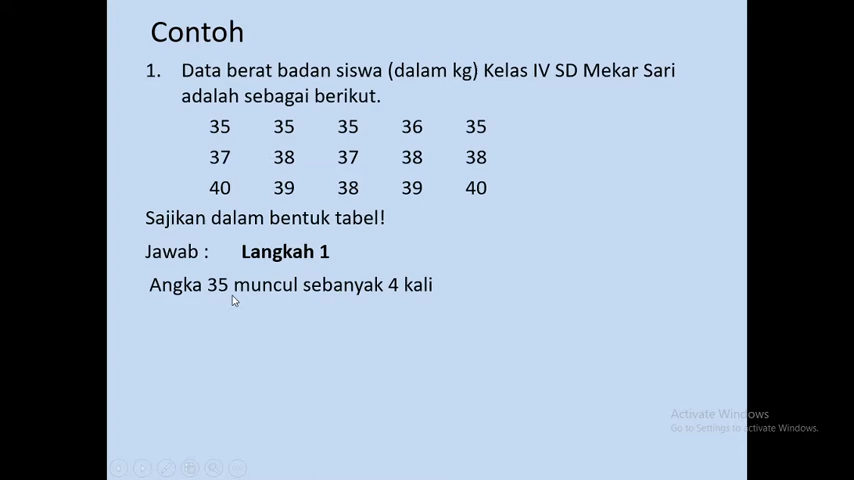 Contoh
1. Data berat badan siswa (dalam kg) Kelas IV SD Mekar Sari
adalah sebagai berikut.
35 35 35 36 35
37 38 37 38 38
40 39 38 39 40
Sajikan dalam bentuk tabel!
Jawab : Langkah 1
Angka 35 muncul sebanyak 4 kali
Activate Windows
Go to Settings to activate Windows.